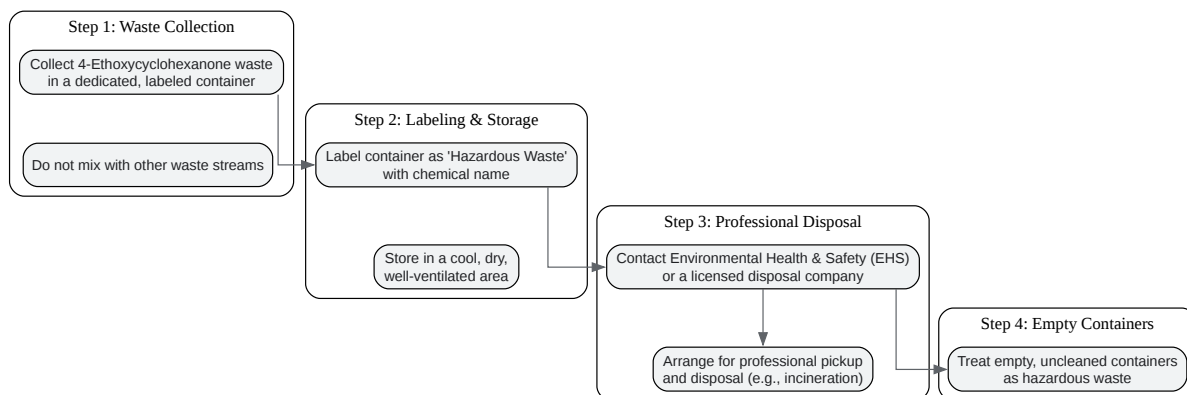 Step 1: Waste Collection
Collect 4-Ethoxycyclohexanone waste
in a dedicated, labeled container
Do not mix with other waste streams
Step 2: Labeling & Storage
Label container as 'Hazardous Waste'
with chemical name
Store in a cool, dry,
well-ventilated area
Step 3: Professional Disposal
Contact Environmental Health & Safety (EHS)
or a licensed disposal company
Arrange for professional pickup
and disposal (e.g., incineration)
Step 4: Empty Containers
Treat empty, uncleaned containers
as hazardous waste